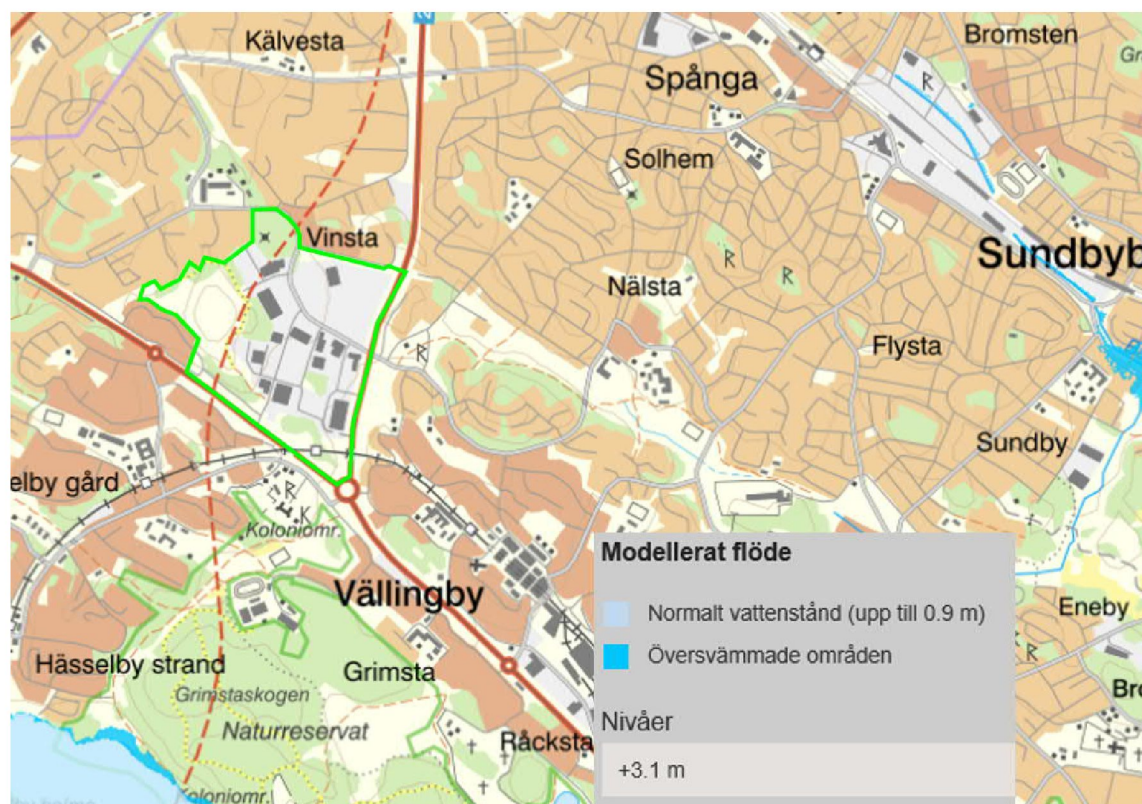 Kälvesta
Bromsten
Spånga
Solhem
Vinsta
Sundbyb
Nälsta
Flysta
Sundby
elby gård
Koloniomr.
Modellerat flöde
Vällingby
Normalt vattenstånd (upp till 0.9 m)
Eneby
Översvämmade områden
Hässelby strand
Grimsta
Grimstaskogen
Bro
Naturreservat
Nivåer
Råcksta
+3.1 m
Koloniomr.